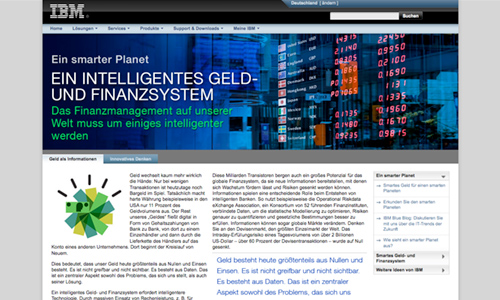 IBM
Deutschland [ ändern ]
Suchen
Home Lösungen Services Produkte Support & Downloads Meine IBM
Ein smarter Planet
EIN INTELLIGENTES GELD-
UND FINANZSYSTEM
Das Finanzmanagement auf unserer
Welt muss um einiges intelligenter
werden
Geld als Informationen Innovatives Denken
Geld wechselt kaum mehr wirklich
die Hände. Nur bei wenigen
Transaktionen ist heutzutage noch
Bargeld im Spiel. Tatsächlich macht
harte Währung beispielsweise in den
USA nur 11 Prozent des
Geldvolumens aus. Der Rest
unseres „Geldes" fließt digital in
Form von Gehaltszahlungen von
Bank zu Bank, von dort zu einem
Einzelhändler und dann durch die
Lieferkette des Händlers auf das
Konto eines anderen Unternehmens. Dort beginnt der Kreislauf von
Neuem.
Dies bedeutet, dass unser Geld heute größtenteils aus Nullen und
Einsen besteht. Es ist nicht greifbar und nicht sichtbar. Es besteht aus Daten. Das
ist ein zentraler Aspekt sowohl des Problems, das sich uns stellt, als auch
seiner Lösung.
Ein intelligentes Geld- und Finanzsystem erfordert intelligentere
Technologie. Durch massiven Einsatz von Rechenleistung, z. B. für
Diese Milliarden Transistoren bergen auch ein großes Potenzial für das
globale Finanzsystem, da sie neue Informationen bereitstellen, mit denen
sich Wachstum fördern lässt und Risiken gesenkt werden können.
Informationen spielen eine entscheidende Rolle beim Entstehen von
intelligenten Banken. So nutzt beispielsweise die Operational Riskdata
eXchange Association, ein Konsortium von 52 führenden Finanzinstituten,
verbündete Daten, um die statistische Modellierung zu optimieren, Risiken
genauer zu quantifizieren und gesetzliche Bestimmungen besser zu
erfüllen. Informationen können sogar globale Märkte verändern. Denken
Sie an den Devisenmarkt, den größten Einzelmarkt der Welt. Das
Intraday-Erfüllungsrisiko eines Tagesvolumens von über 2 Billionen
US-Dollar – über 60 Prozent der Devisentransaktionen – wurde auf Null
gesenkt.
Geld besteht heute größtenteils aus Nullen und
Einsen. Es ist nicht greifbar und nicht sichtbar.
Es besteht aus Daten. Das ist ein zentraler
Aspekt sowohl des Problems, das sich uns
Ein smarter Planet
Smartes Geld für einen smarten
Planeten
Erkunden Sie den smarten
Planeten
IBM Blue Blog: Diskutieren Sie
mit uns über die IT-Trends der
Zukunft
Wie sieht ein smarter Planet
aus?
Smartes Geld- und
Finanzsystem
Weitere Ideen von IBM